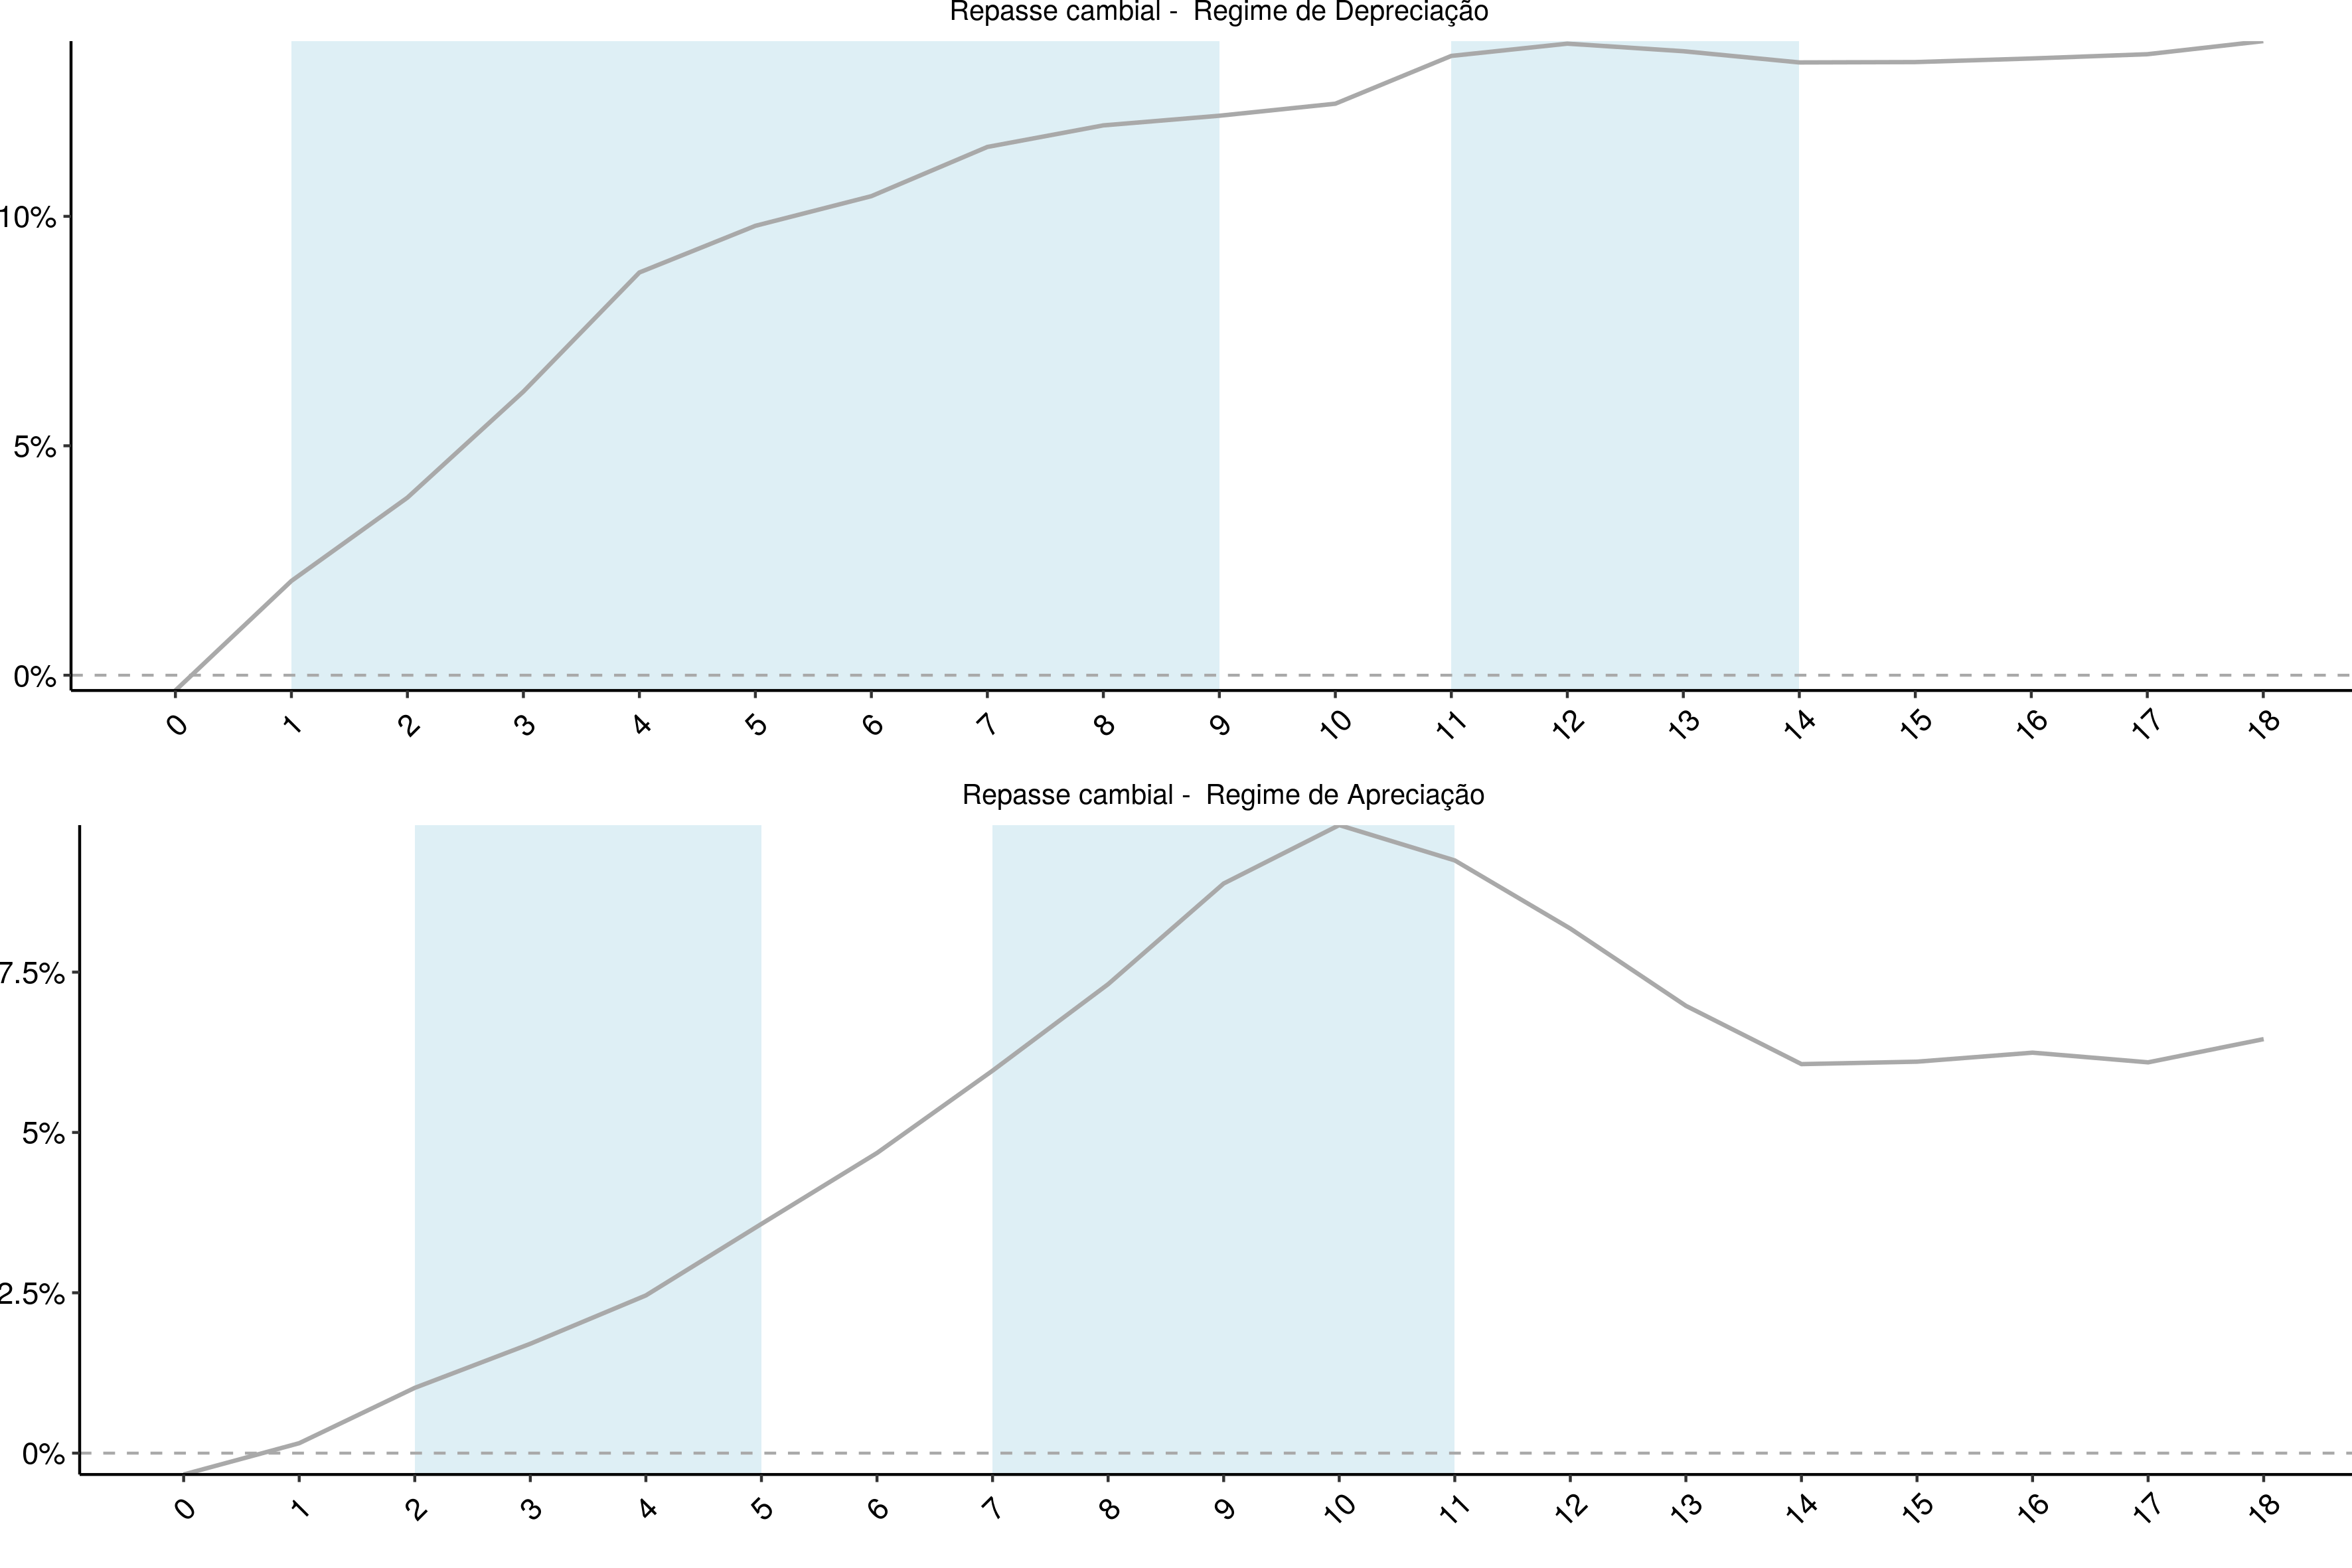 Repasse cambial -  Regime de Depreciação
10%
5%
0%
0 1 2 3 4 5 6 7 8 9 10 11 12 13 14 15 16 17 18
Repasse cambial -  Regime de Apreciação
7.5%
5%
2.5%
0%
0 1 2 3 4 5 6 7 8 9 10 11 12 13 14 15 16 17 18